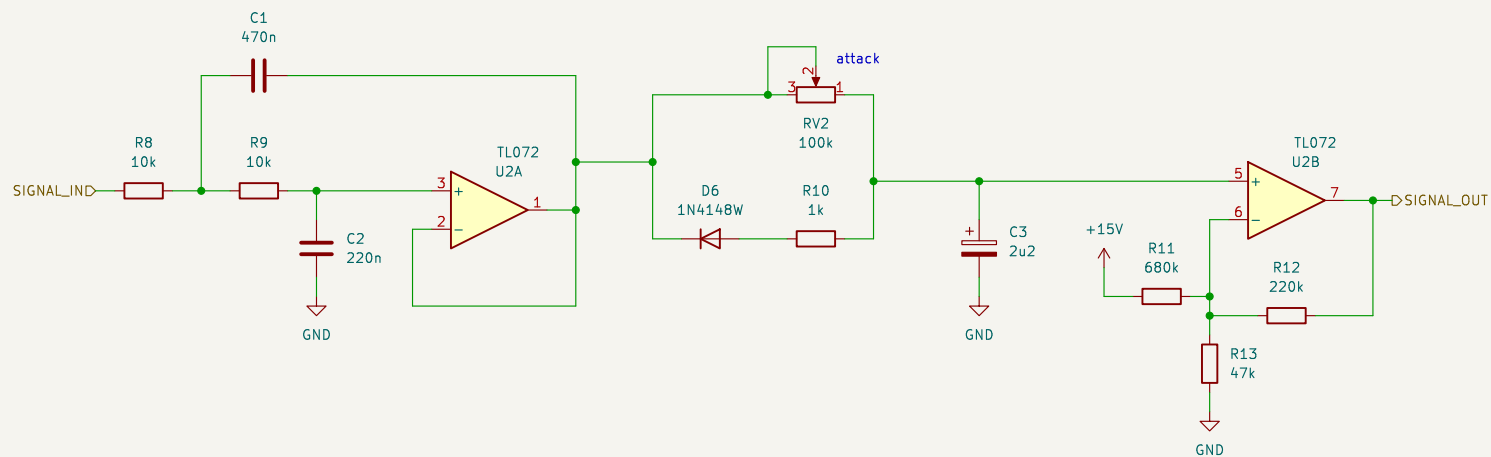 C1
470n
R8
10k
R9
10k
SIGNAL_IN
TL072
U2A
3
+
2
−
1
C2
220n
GND
attack
2
3
1
RV2
100k
D6
1N4148W
R10
1k
+
C3
2u2
GND
+15V
R11
680k
TL072
U2B
5
+
6
−
7
SIGNAL_OUT
R12
220k
R13
47k
GND